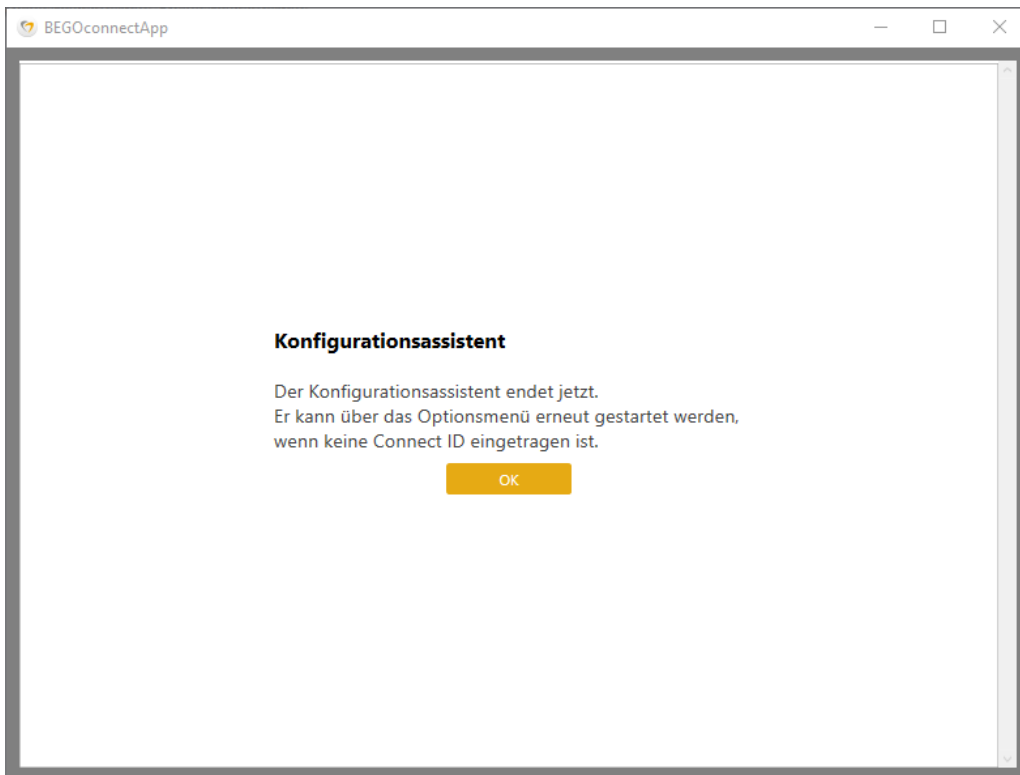 BEGOconnectApp
Konfigurationsassistent
Der Konfigurationsassistent endet jetzt.
Er kann über das Optionsmenü erneut gestartet werden,
wenn keine Connect ID eingetragen ist.
OK